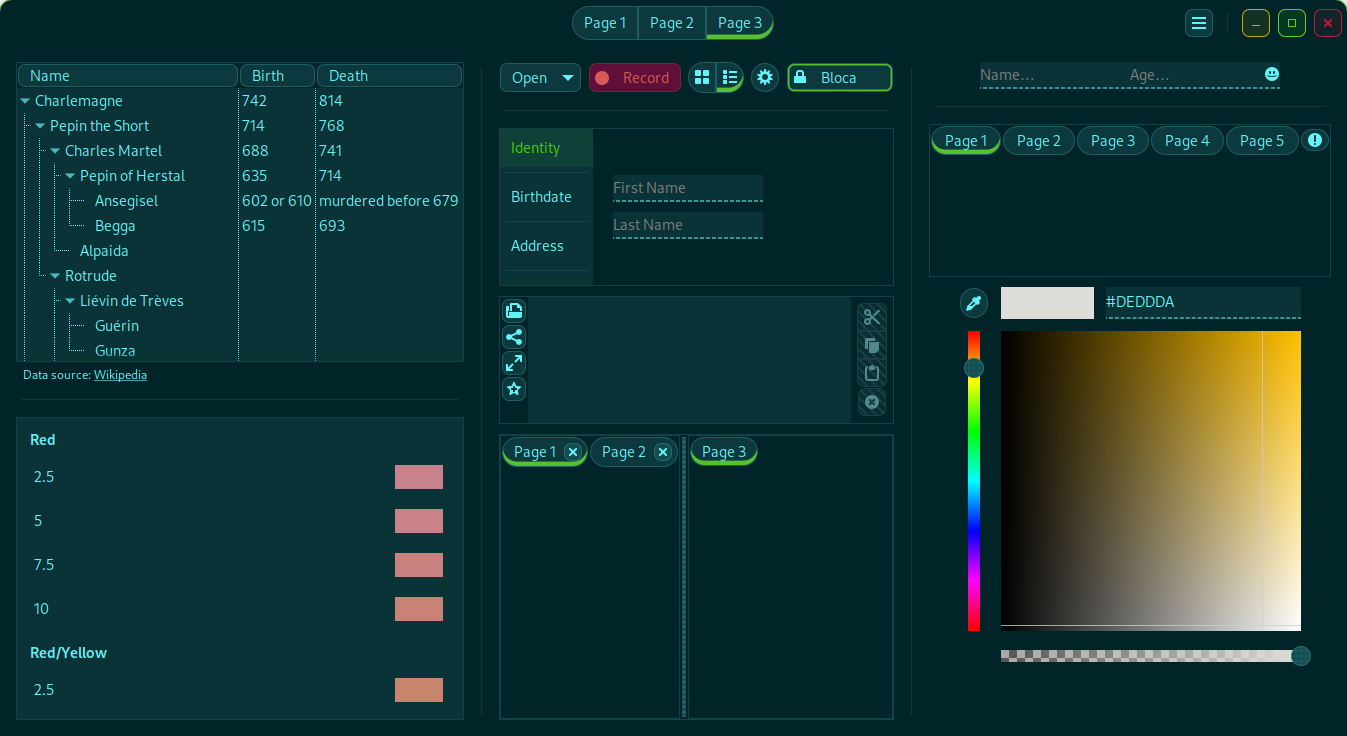 Page 1 Page 2 Page 3
Name Birth Death
Charlemagne 742 814
Pepin the Short 714 768
Charles Martel 688 741
Pepin of Herstal 635 714
Ansegisel 602 or 610 murdered before 679
Begga 615 693
Alpaida
Rotrude
Liévin de Trèves
Guérin
Gunza
Data source: Wikipedia
Red
2.5
5
7.5
10
Red/Yellow
2.5
Open Record Bloca
Identity
Birthdate
Address
First Name
Last Name
Page 1 Page 2 Page 3
Name... Age...
Page 1 Page 2 Page 3 Page 4 Page 5
#DEDDDA